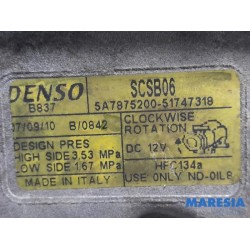 DENSO SCSB06
B837 5A7875200-51747318
17/09/10 B/0842 CLOCKWISE
ROTATION
DESIGN PRES DC 12V
HIGH SIDE 3.53 MPa HFC134a
LOW SIDE 1.67 MPa
MADE IN ITALY USE ONLY ND-OIL8
MARESIA